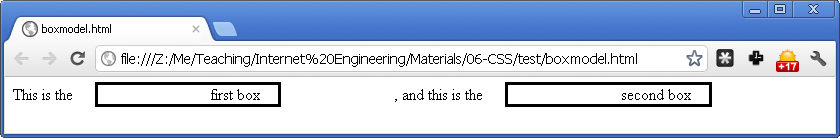 boxmodel.html
file:///Z:/Me/Teaching/Internet%20Engineering/Materials/06-CSS/test/boxmodel.html
+17
This is the first box , and this is the second box